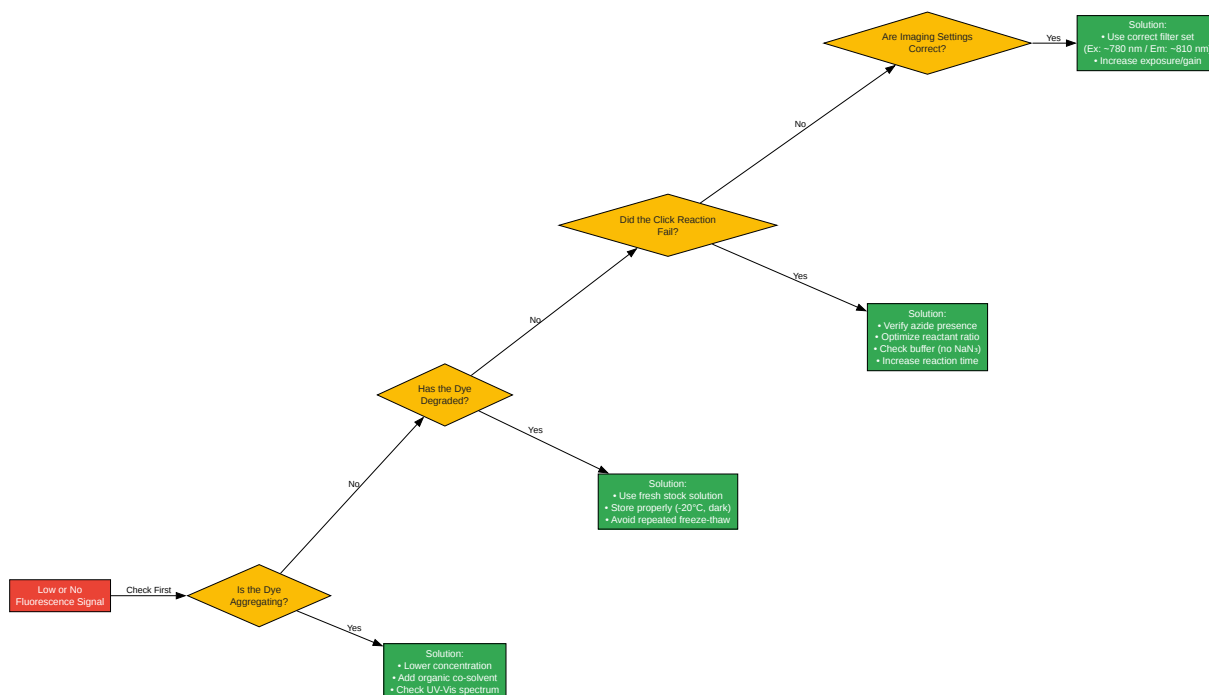 Are Imaging Settings
Correct?
Yes
Solution:
• Use correct filter set
(Ex: ~780 nm / Em: ~810 nm
• Increase exposure/gain
No
Did the Click Reaction
Fail?
Yes
Solution:
• Verify azide presence
• Optimize reactant ratio
• Check buffer (no NaN₃)
• Increase reaction time
No
Has the Dye
Degraded?
Yes
Solution:
• Use fresh stock solution
• Store properly (-20°C, dark)
• Avoid repeated freeze-thaw
No
Low or No
Fluorescence Signal
Check First
Is the Dye
Aggregating?
Yes
Solution:
• Lower concentration
• Add organic co-solvent
• Check UV-Vis spectrum